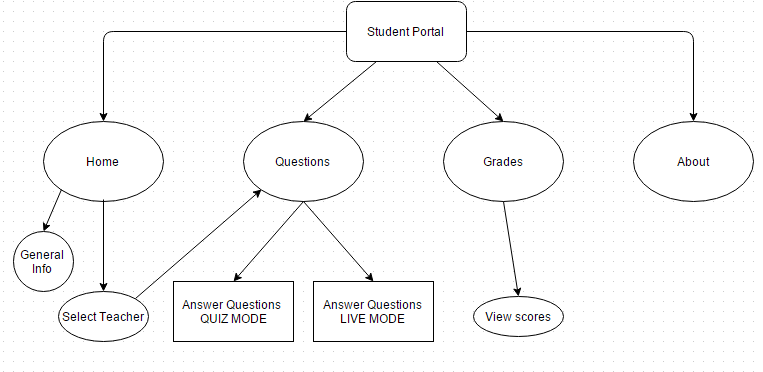 Student Portal
Home
Questions
Grades
About
General
Info
Select Teacher
Answer Questions
QUIZ MODE
Answer Questions
LIVE MODE
View scores